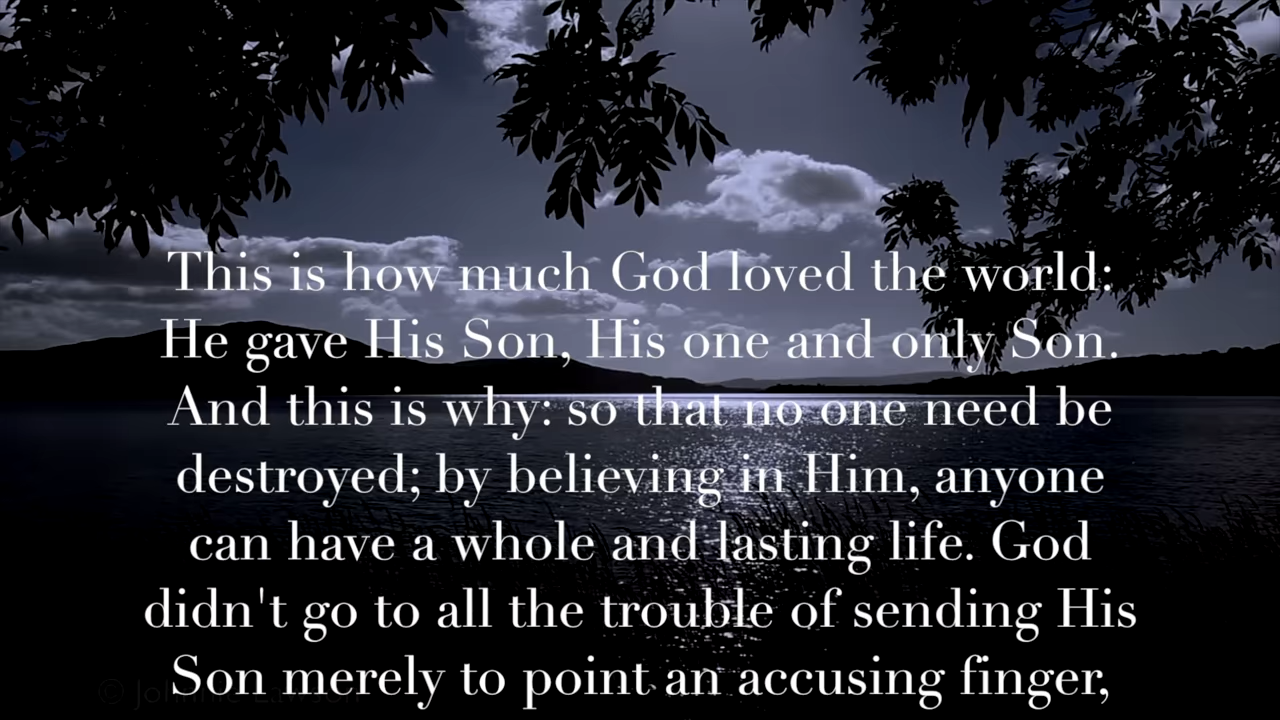 This is how much God loved the world:
He gave His Son, His one and only Son.
And this is why: so that no one need be
destroyed; by believing in Him, anyone
can have a whole and lasting life. God
didn't go to all the trouble of sending His
Son merely to point an accusing finger,